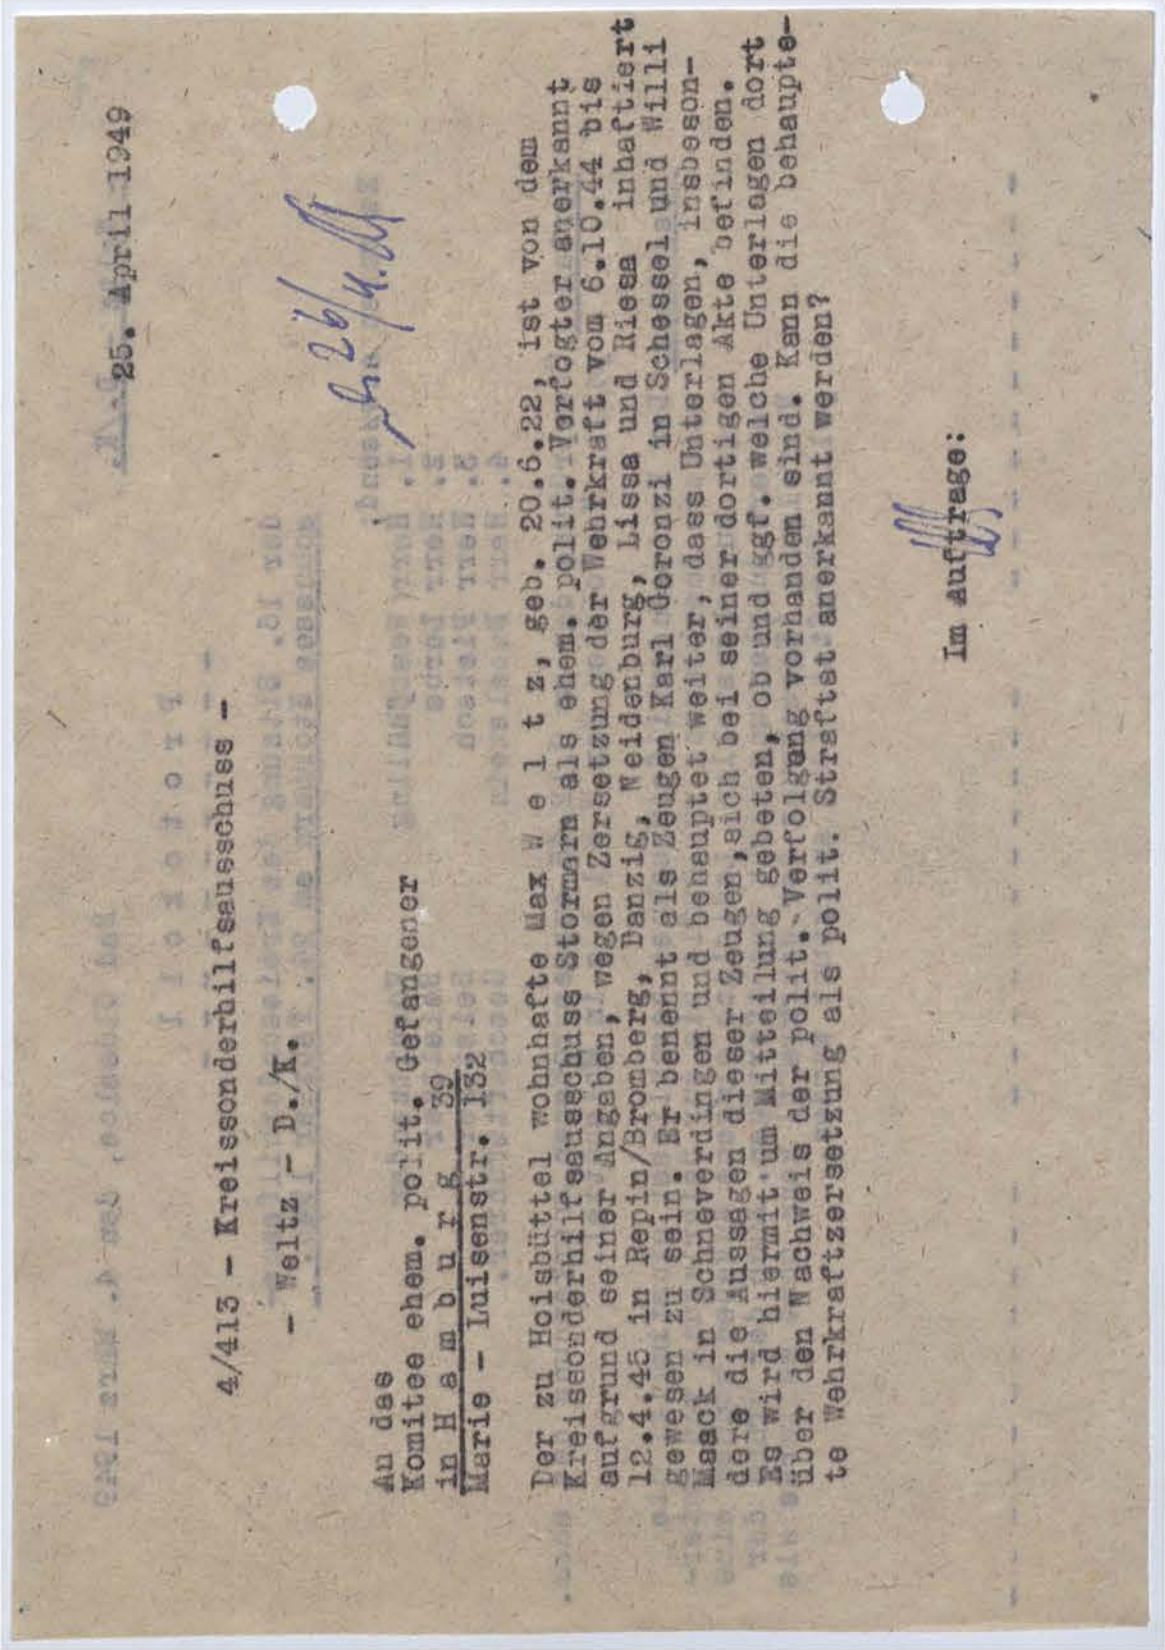 25. April 1949
4/413 - Kreissonderhilfsausschuss -
- Weltz - D./K.
ab 26/4.
An das
Komitee ehem. polit. Gefangener
in H a m b u r g   39
Marie - Luisenstr. 132
Der zu Hoisbüttel wohnhafte Max W e l t z, geb. 20.6.22, ist von dem
Kreissonderhilfsausschuss Stormarn als ehem. polit. Verfogter anerkannt
aufgrund seiner Angaben, wegen Zersetzung der Wehrkraft vom 6.10.44 bis
12.4.45 in Repin/Bromberg, Danzig, Weidenburg, Lissa und Riesa inhaftiert
gewesen zu sein. Er benennt als Zeugen Karl Goronzi in Schessel und Willi
Maack in Schneverdingen und behauptet weiter, dass Unterlagen, insbeson-
dere die Aussagen dieser Zeugen, sich bei seiner dortigen Akte befinden.
Es wird hiermit um Mitteilung gebeten, ob und ggf. welche Unterlagen dort
über den Nachweis der polit. Verfolgung vorhanden sind. Kann die behaupte-
te Wehrkraftzersetzung als polit. Straftat anerkannt werden?
Im Auftrage: